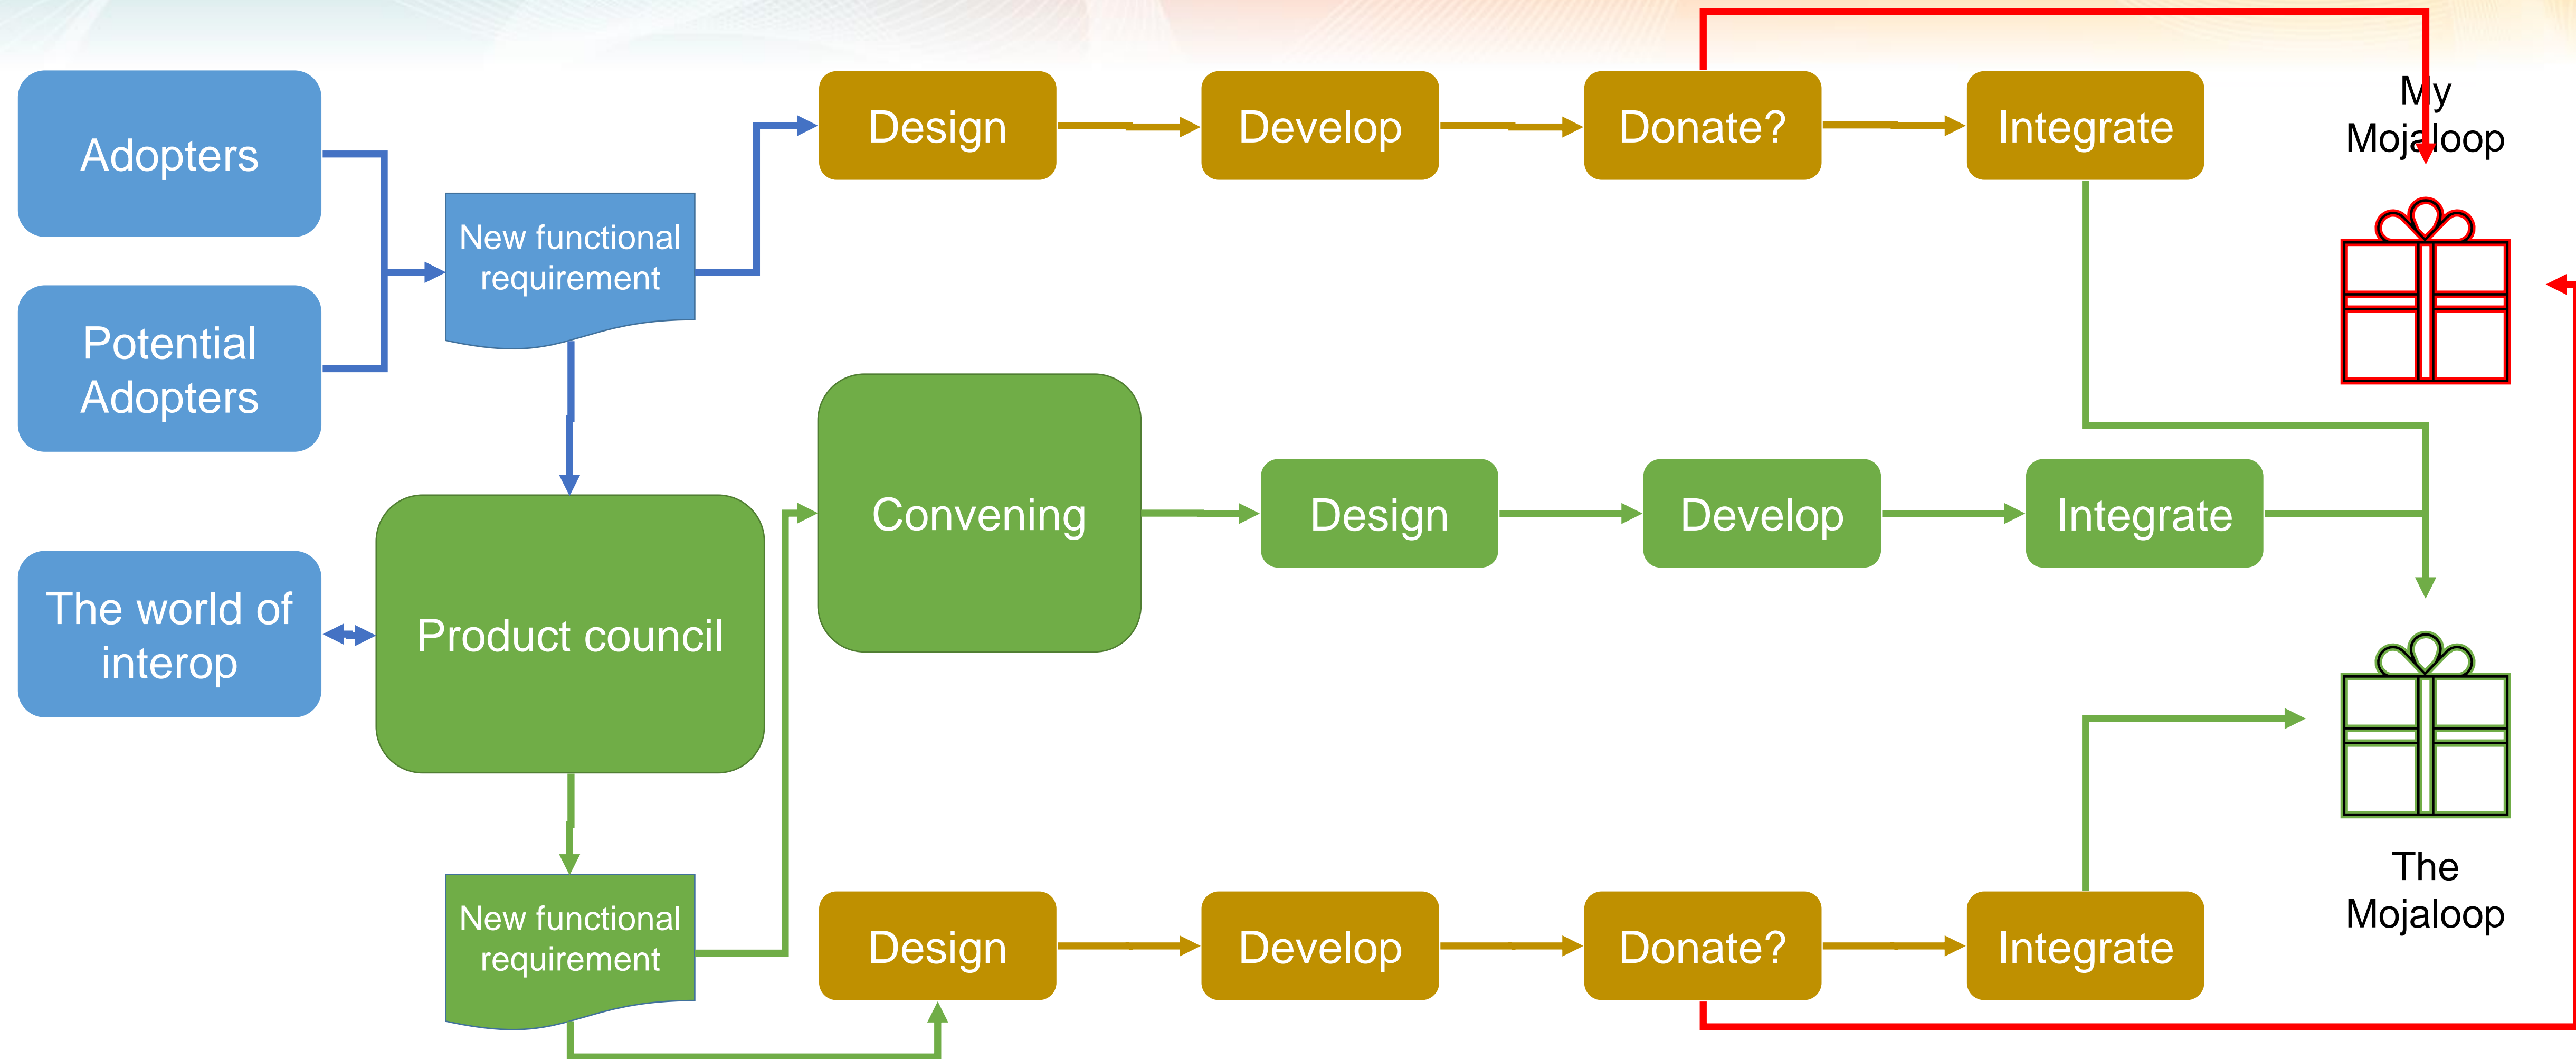 Adopters
Potential
Adopters
The world of
interop
New functional
requirement
Product council
New functional
requirement
Design
Develop
Donate?
Integrate
Convening
Design
Develop
Integrate
Design
Develop
Donate?
Integrate
My
Mojaloop
The
Mojaloop